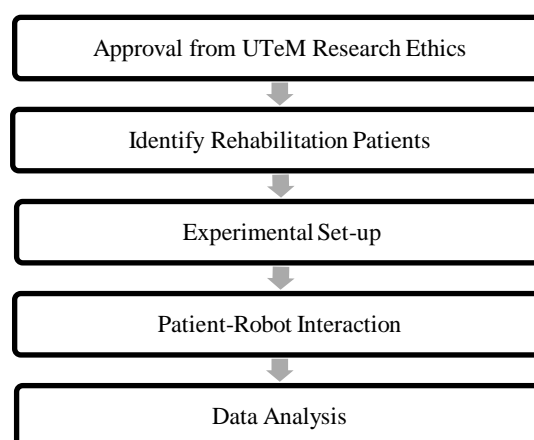 Approval from UTeM Research Ethics
Identify Rehabilitation Patients
Experimental Set-up
Patient-Robot Interaction
Data Analysis